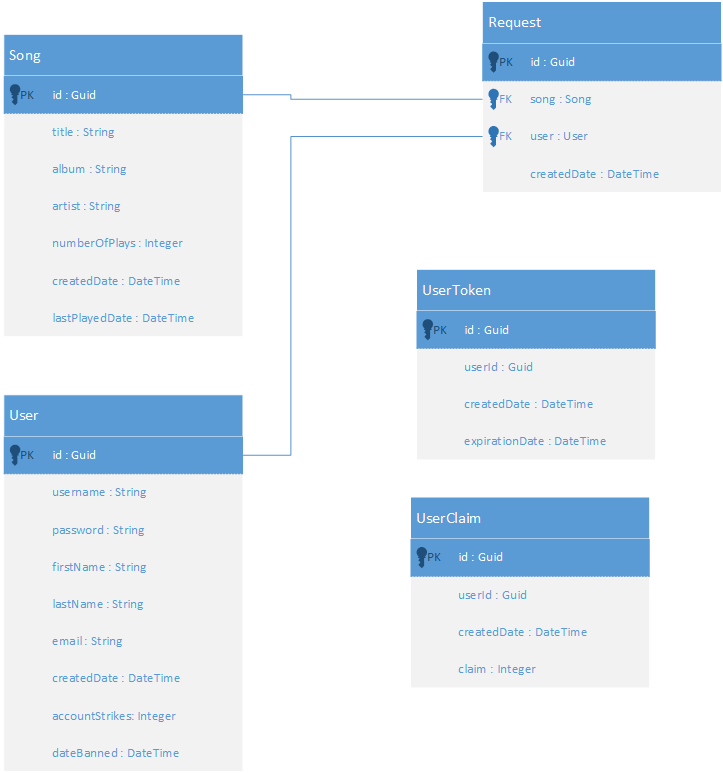 Song
PK id : Guid
title : String
album : String
artist : String
numberOfPlays : Integer
createdDate : DateTime
lastPlayedDate : DateTime
Request
PK id : Guid
FK song : Song
FK user : User
createdDate : DateTime
UserToken
PK id : Guid
userId : Guid
createdDate : DateTime
expirationDate : DateTime
User
PK id : Guid
username : String
password : String
firstName : String
lastName : String
email : String
createdDate : DateTime
accountStrikes: Integer
dateBanned : DateTime
UserClaim
PK id : Guid
userId : Guid
createdDate : DateTime
claim : Integer